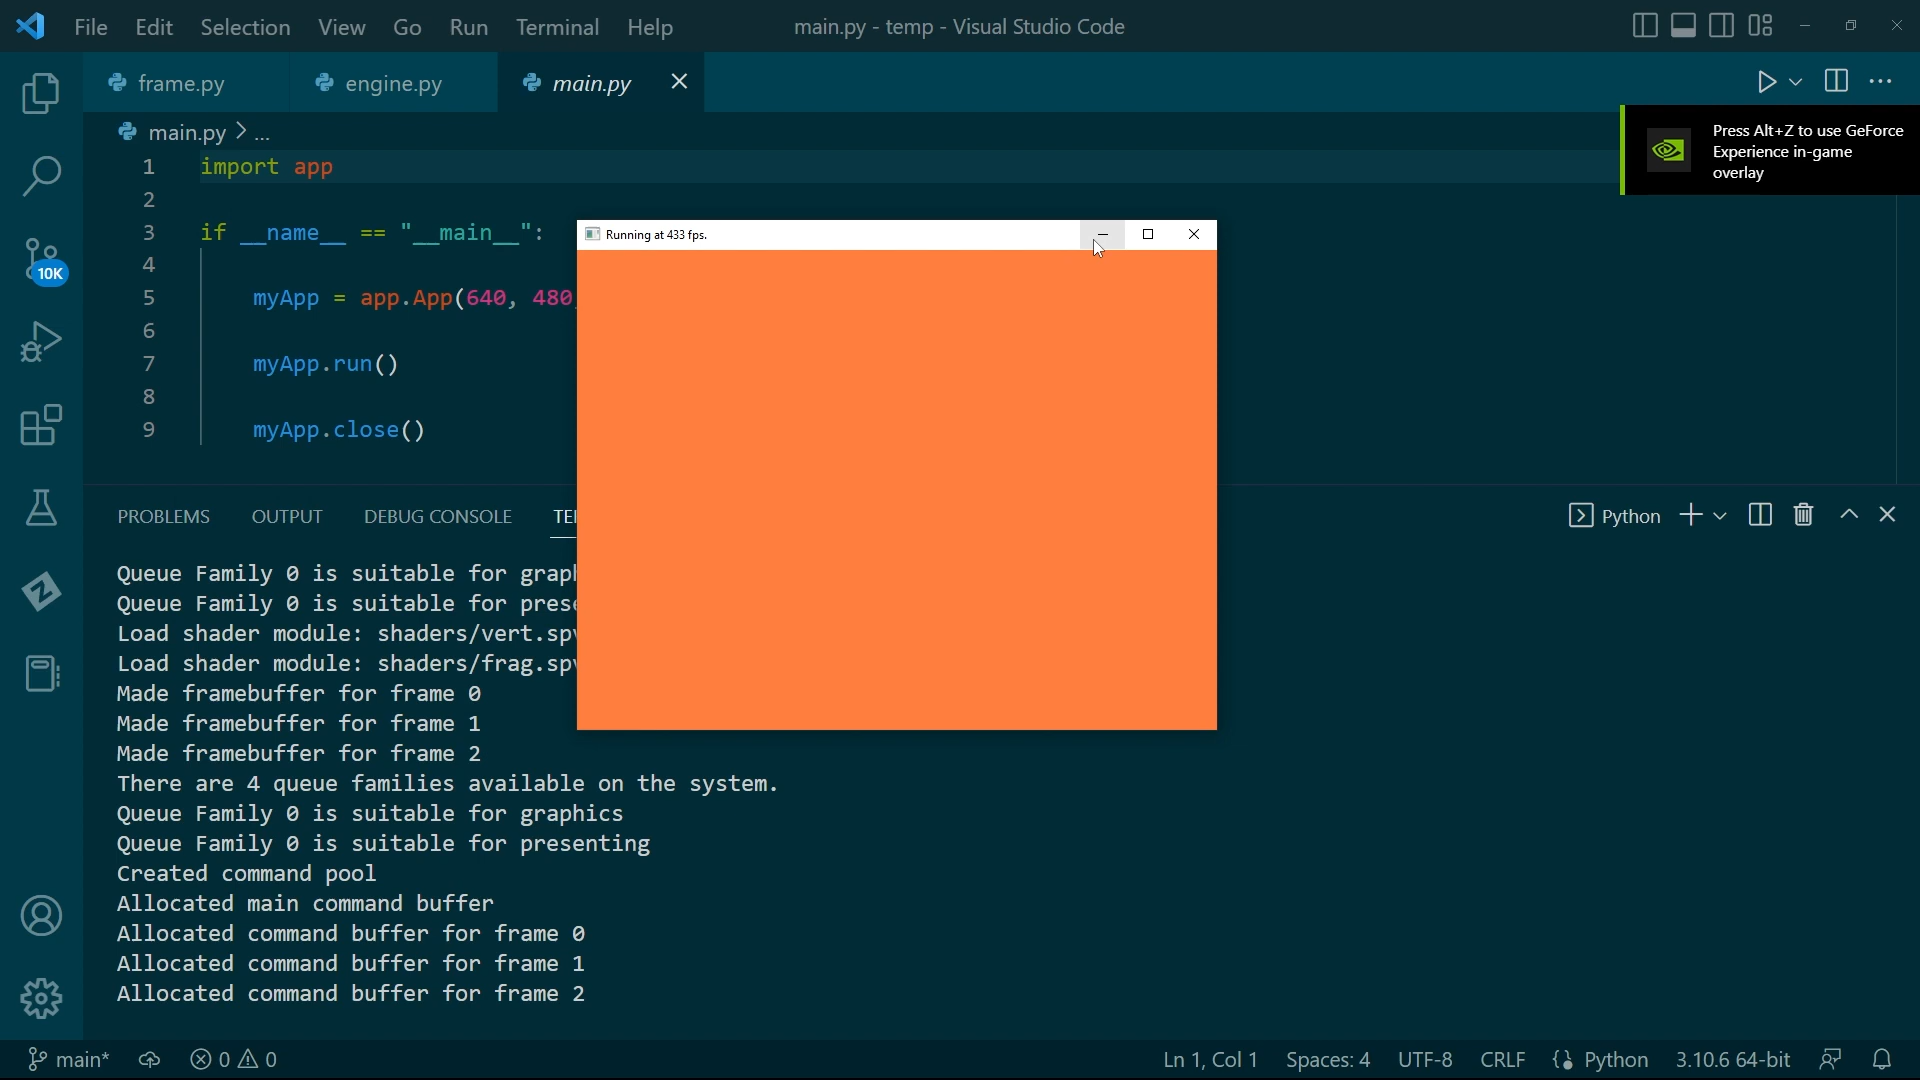 File Edit Selection View Go Run Terminal Help main.py - temp - Visual Studio Code
frame.py engine.py main.py
main.py > ...
Press Alt+Z to use GeForce
Experience in-game
overlay
1 import app
2
3 if __name__ == "__main__":
4
5 myApp = app.App(640, 480
6
7 myApp.run()
8
9 myApp.close()
10K
Running at 433 fps.
PROBLEMS OUTPUT DEBUG CONSOLE TE
Python
Queue Family 0 is suitable for grap
Queue Family 0 is suitable for prese
Load shader module: shaders/vert.spv
Load shader module: shaders/frag.spv
Made framebuffer for frame 0
Made framebuffer for frame 1
Made framebuffer for frame 2
There are 4 queue families available on the system.
Queue Family 0 is suitable for graphics
Queue Family 0 is suitable for presenting
Created command pool
Allocated main command buffer
Allocated command buffer for frame 0
Allocated command buffer for frame 1
Allocated command buffer for frame 2
main* 0 0 Ln 1, Col 1 Spaces: 4 UTF-8 CRLF Python 3.10.6 64-bit